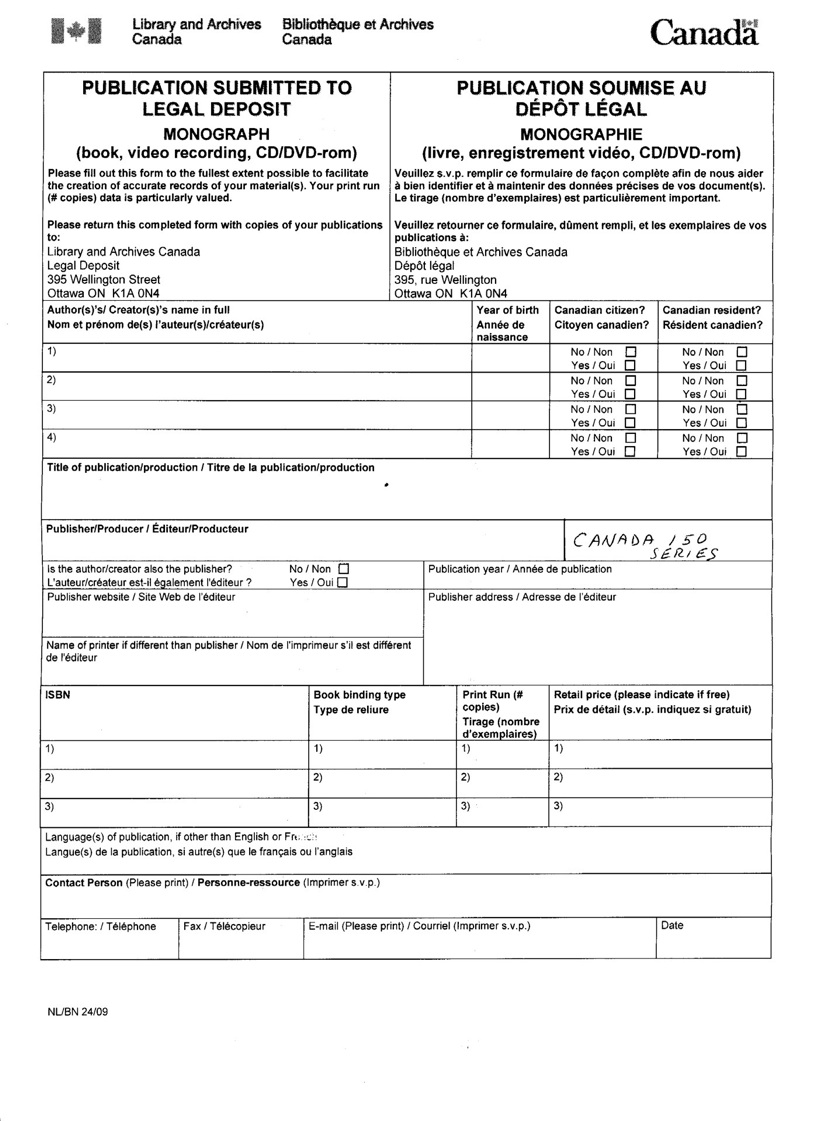 Library and Archives
Canada
Bibliothèque et Archives
Canada
Canada
PUBLICATION SUBMITTED TO
LEGAL DEPOSIT
MONOGRAPH
(book, video recording, CD/DVD-rom)
Please fill out this form to the fullest extent possible to facilitate
the creation of accurate records of your material(s). Your print run
(# copies) data is particularly valued.
Please return this completed form with copies of your publications
to:
Library and Archives Canada
Legal Deposit
395 Wellington Street
Ottawa ON K1A 0N4
PUBLICATION SOUMISE AU
DÉPÔT LÉGAL
MONOGRAPHIE
(livre, enregistrement vidéo, CD/DVD-rom)
Veuillez s.v.p. remplir ce formulaire de façon complète afin de nous aider
à bien identifier et à maintenir des données précises de vos document(s).
Le tirage (nombre d'exemplaires) est particulièrement important.
Veuillez retourner ce formulaire, dûment rempli, et les exemplaires de vos
publications à:
Bibliothèque et Archives Canada
Dépôt légal
395, rue Wellington
Ottawa ON K1A 0N4
Author(s)'s/ Creator(s)'s name in full
Nom et prénom de(s) l'auteur(s)/créateur(s)
Year of birth
Année de
naissance
Canadian citizen?
Citoyen canadien?
Canadian resident?
Résident canadien?
1)
No / Non
Yes / Oui
No / Non
Yes / Oui
2)
No / Non
Yes / Oui
No / Non
Yes / Oui
3)
No / Non
Yes / Oui
No / Non
Yes / Oui
4)
No / Non
Yes / Oui
No / Non
Yes / Oui
Title of publication/production / Titre de la publication/production
Publisher/Producer / Éditeur/Producteur
CANADA 150
SERIES
Is the author/creator also the publisher? No / Non
L'auteur/créateur est-il également l'éditeur ? Yes / Oui
Publication year / Année de publication
Publisher website / Site Web de l'éditeur
Publisher address / Adresse de l'éditeur
Name of printer if different than publisher / Nom de l'imprimeur s'il est différent
de l'éditeur
ISBN
Book binding type
Type de reliure
Print Run (#
copies)
Tirage (nombre
d'exemplaires)
Retail price (please indicate if free)
Prix de détail (s.v.p. indiquez si gratuit)
1) 1) 1) 1)
2) 2) 2) 2)
3) 3) 3) 3)
Language(s) of publication, if other than English or French
Langue(s) de la publication, si autre(s) que le français ou l'anglais
Contact Person (Please print) / Personne-ressource (Imprimer s.v.p.)
Telephone: / Téléphone
Fax / Télécopieur
E-mail (Please print) / Courriel (Imprimer s.v.p.)
Date
NL/BN 24/09